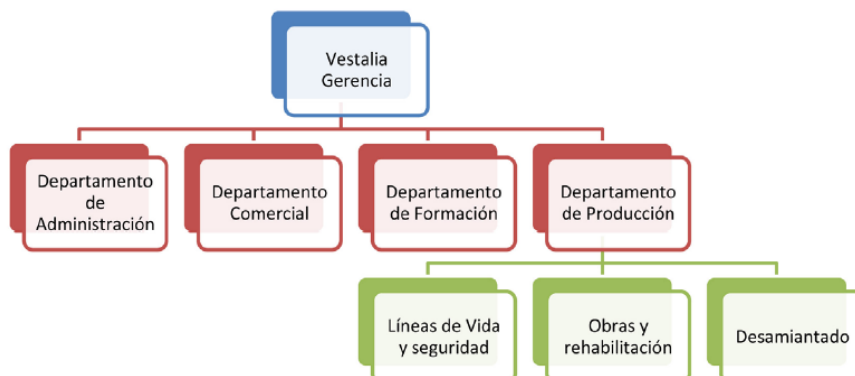 Vestalia
Gerencia
Departamento
de
Administración
Departamento
Comercial
Departamento
de Formación
Departamento
de Producción
Líneas de Vida
y seguridad
Obras y
rehabilitación
Desamiantado